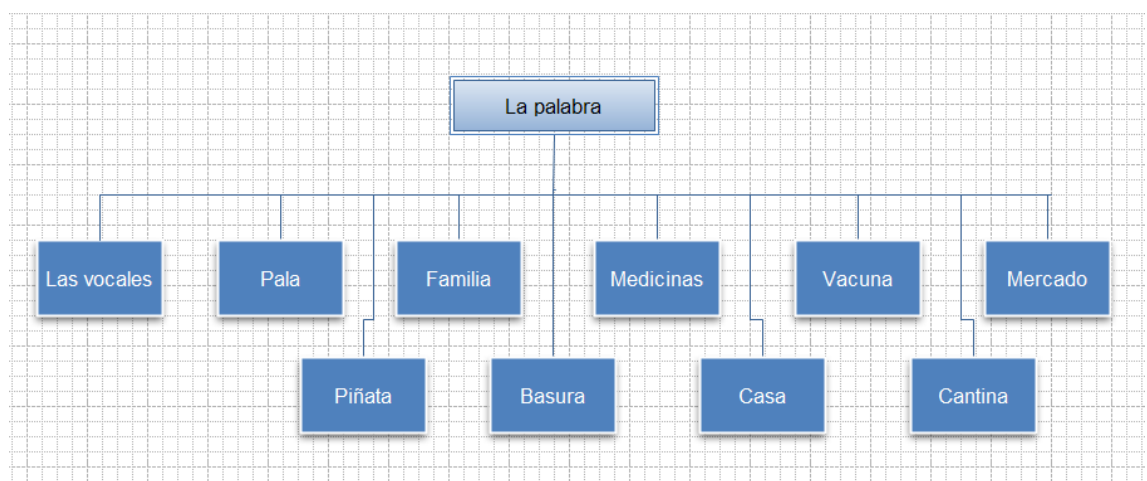 La palabra
Las vocales
Pala
Familia
Medicinas
Vacuna
Mercado
Piñata
Basura
Casa
Cantina